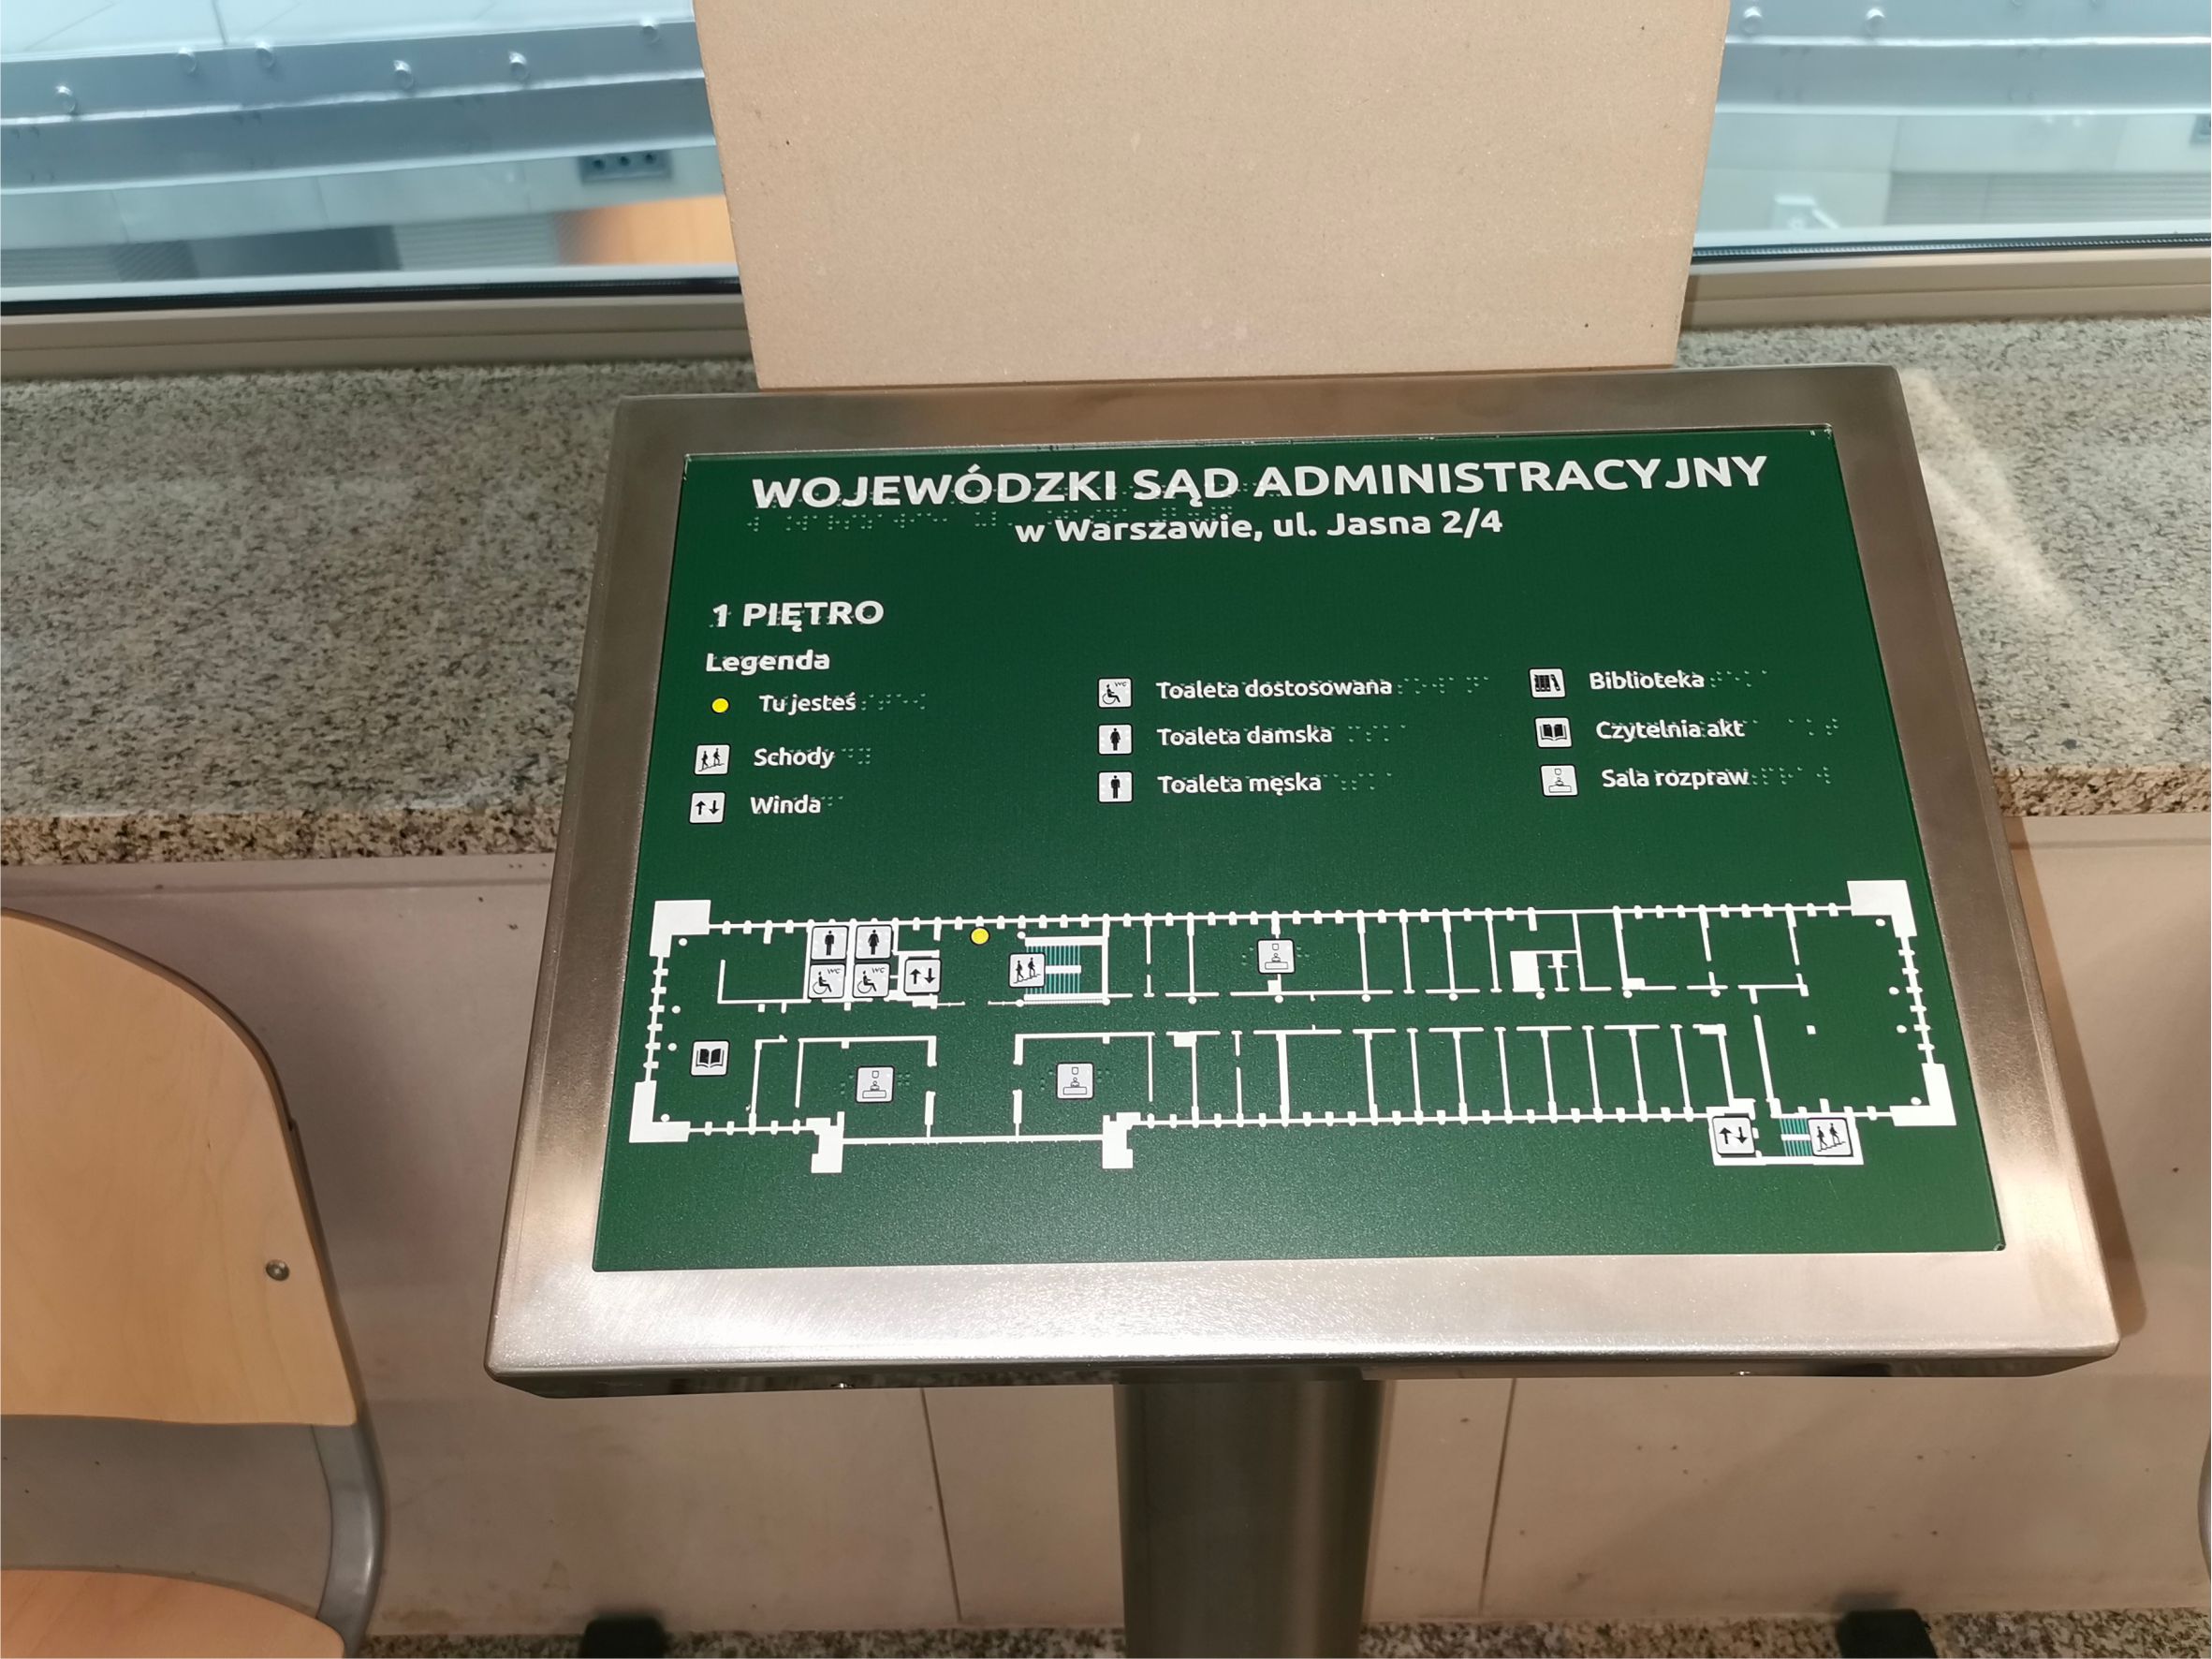 WOJEWÓDZKI SĄD ADMINISTRACYJNY
w Warszawie, ul. Jasna 2/4
1 PIĘTRO
Legenda
Tu jesteś
Schody
Winda
Toaleta dostosowana
Toaleta damska
Toaleta męska
Biblioteka
Czytelnia akt
Sala rozpraw